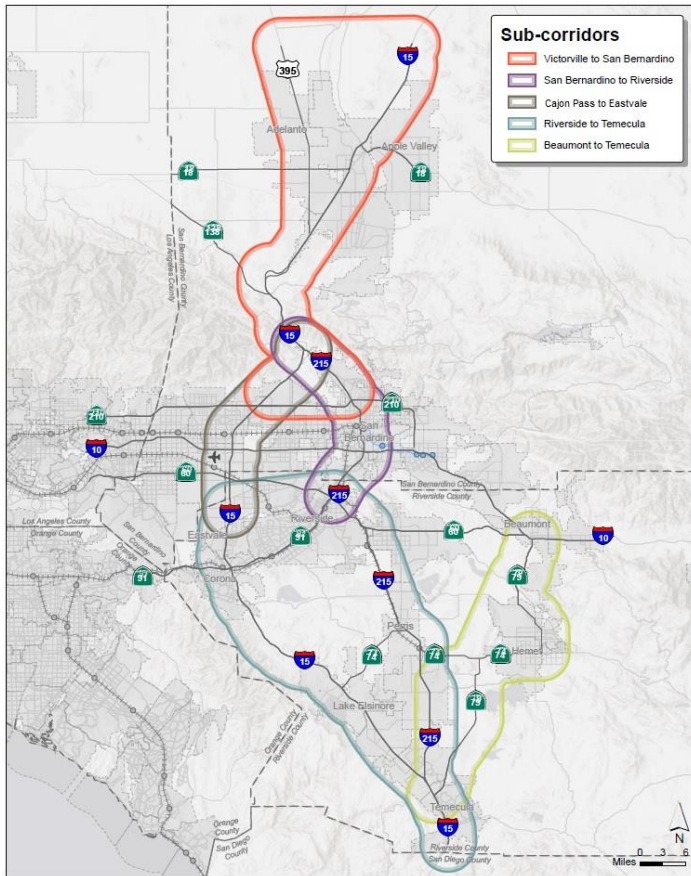 Sub-corridors
Victorville to San Bernardino
San Bernardino to Riverside
Cajon Pass to Eastvale
Riverside to Temecula
Beaumont to Temecula
395
15
Adelanto
Apple Valley
18
18
138
San Bernardino County
Los Angeles County
15
215
210
210
San
Bernardino
10
60
215
San Bernardino County
Riverside County
15
Riverside
Beaumont
Los Angeles County
Orange County
San Bernardino
County
Orange
County
Eastvale
91
60
10
91
Corona
215
79
Perris
15
74
74
74
Hemet
79
Lake Elsinore
Orange County
Riverside County
215
Temecula
15
Orange
County
San Diego
County
Riverside County
San Diego County
N
0 3 6
Miles